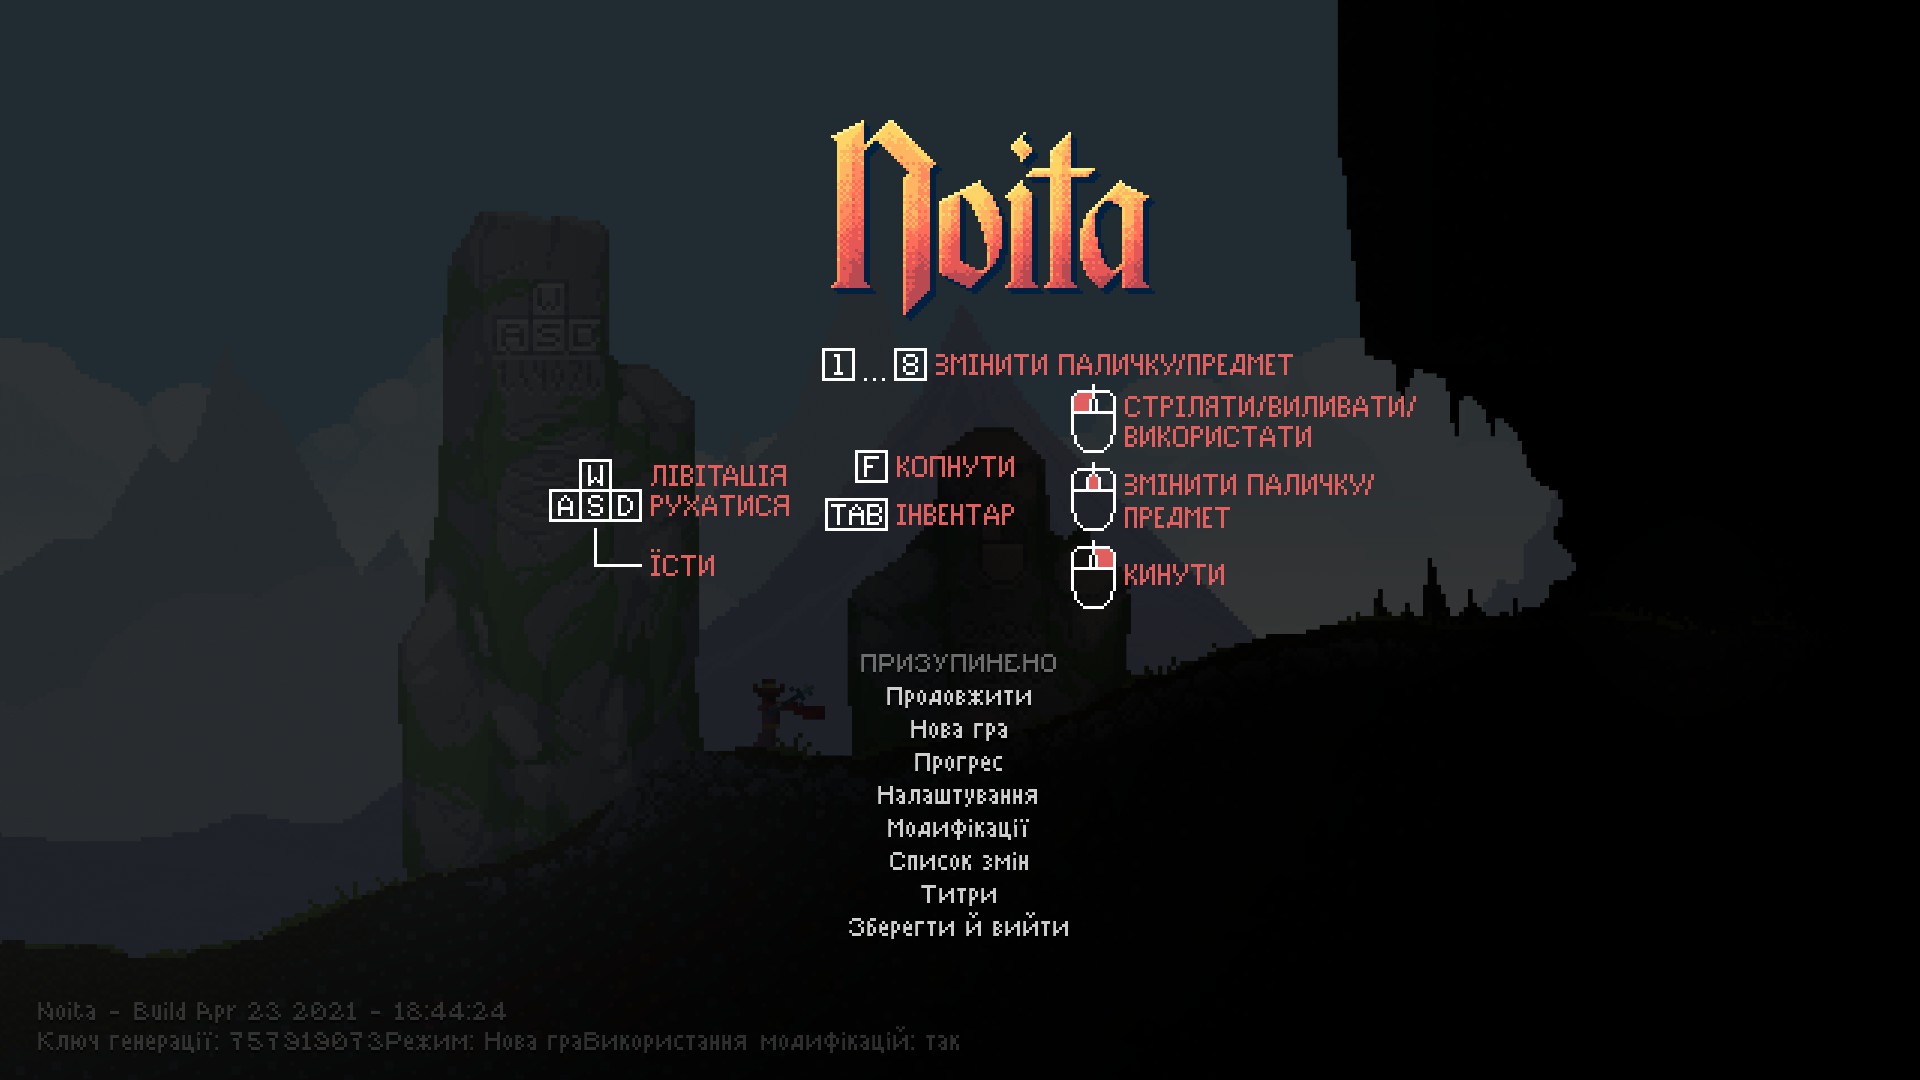 Noita
1 ... 8 ЗМІНИТИ ПАЛИЧКУ/ПРЕДМЕТ
СТРІЛЯТИ/ВИЛИВАТИ/
ВИКОРИСТАТИ
W ЛІВІТАЦІЯ
A S D РУХАТИСЯ
ЇСТИ
F КОПНУТИ
TAB ІНВЕНТАР
ЗМІНИТИ ПАЛИЧКУ/
ПРЕДМЕТ
КИНУТИ
W
A S D
ПРИЗУПИНЕНО
Продовжити
Нова гра
Прогрес
Налаштування
Модифікації
Список змін
Титри
Зберегти й вийти
Noita - Build Apr 23 2021 - 18:44:24
Ключ генерації: 757919073Режим: Нова граВикористання модифікацій: так